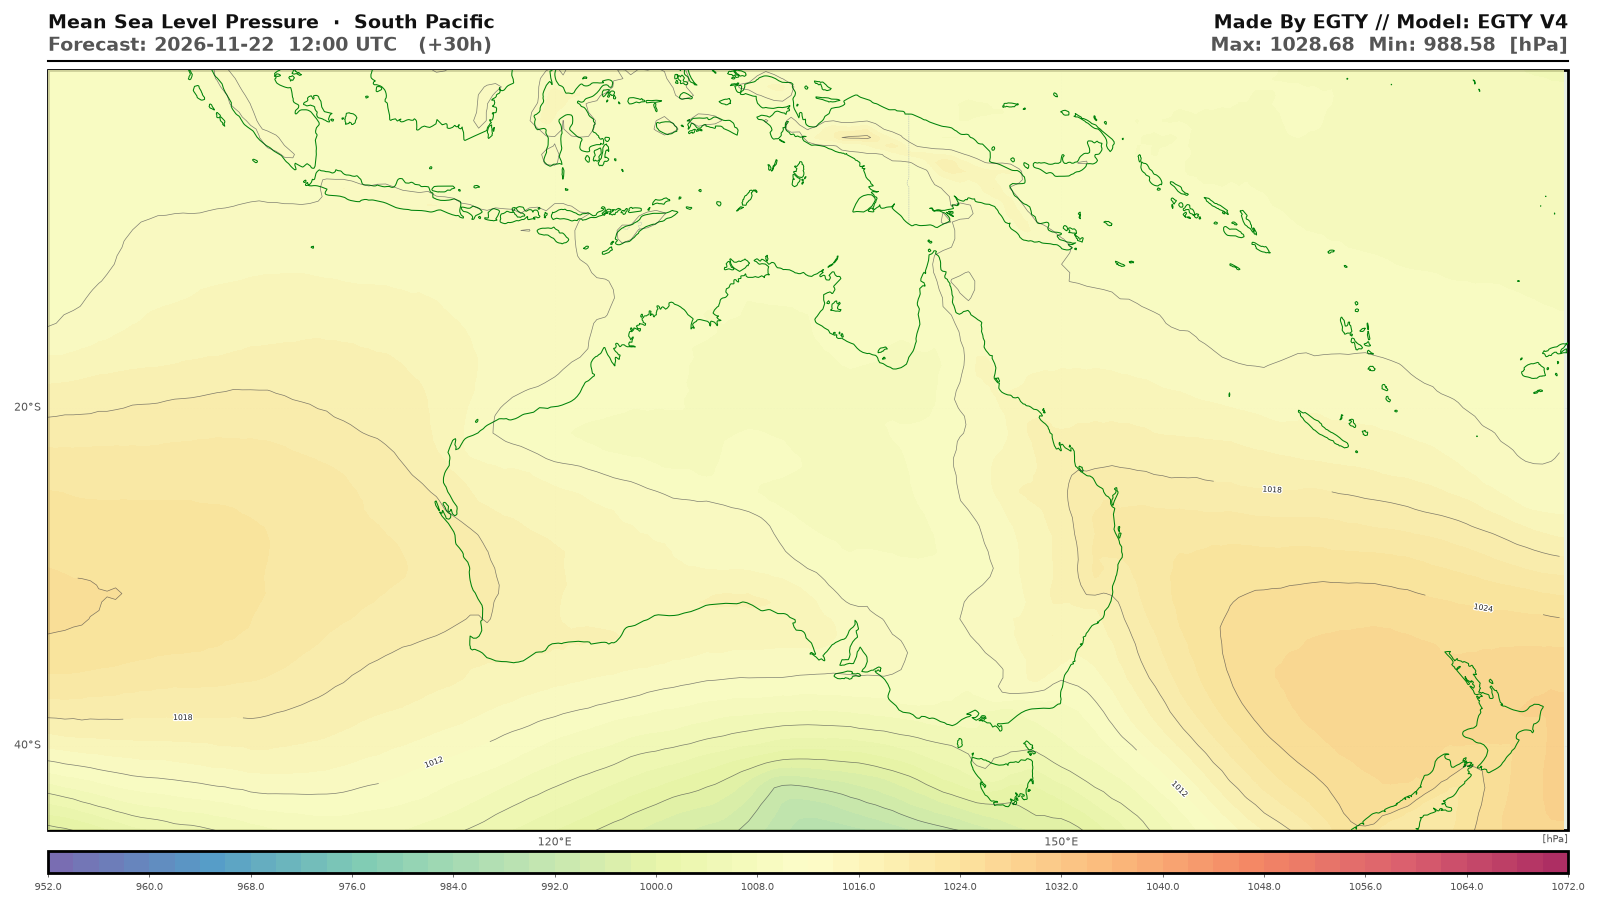 Mean Sea Level Pressure · South Pacific
Made By EGTY // Model: EGTY V4
Forecast: 2026-11-22 12:00 UTC (+30h)
Max: 1028.68 Min: 988.58 [hPa]
20°S
1018
1024
1018
40°S
1012
1012
120°E
150°E
[hPa]
952.0 960.0 968.0 976.0 984.0 992.0 1000.0 1008.0 1016.0 1024.0 1032.0 1040.0 1048.0 1056.0 1064.0 1072.0